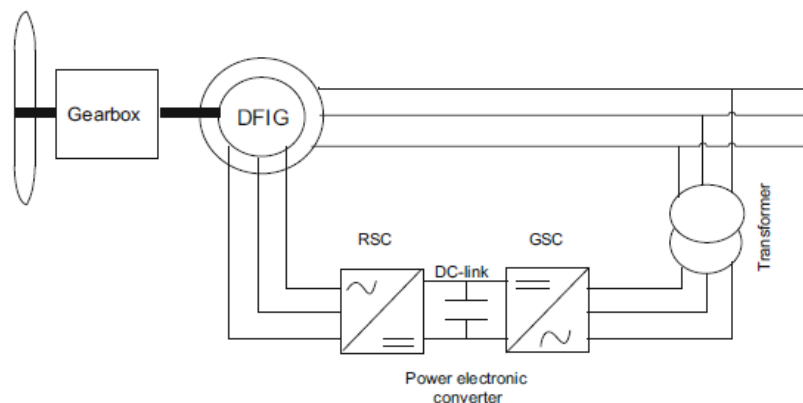 Gearbox
DFIG
RSC
GSC
DC-link
Transformer
Power electronic
converter